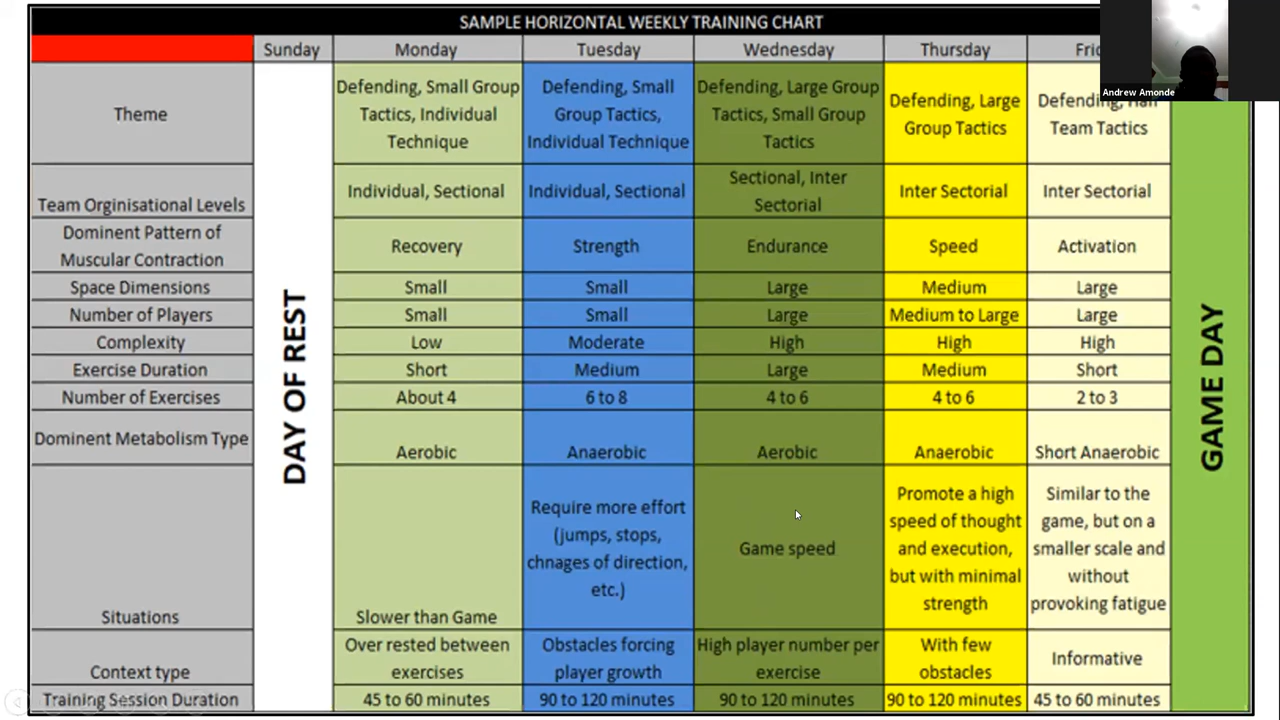 SAMPLE HORIZONTAL WEEKLY TRAINING CHART
Sunday Monday Tuesday Wednesday Thursday
Andrew Amonde
DAY OF REST
GAME DAY
Theme
Defending, Small Group
Tactics, Individual
Technique
Defending, Small
Group Tactics,
Individual Technique
Defending, Large Group
Tactics, Small Group
Tactics
Defending, Large
Group Tactics
Defending,
Team Tactics
Team Orginisational Levels
Individual, Sectional
Individual, Sectional
Sectional, Inter
Sectorial
Inter Sectorial
Inter Sectorial
Dominent Pattern of
Muscular Contraction
Recovery
Strength
Endurance
Speed
Activation
Space Dimensions Small Small Large Medium Large
Number of Players Small Small Large Medium to Large Large
Complexity Low Moderate High High High
Exercise Duration Short Medium Large Medium Short
Number of Exercises About 4 6 to 8 4 to 6 4 to 6 2 to 3
Dominent Metabolism Type Aerobic Anaerobic Aerobic Anaerobic Short Anaerobic
Situations
Slower than Game
Require more effort
(jumps, stops,
chnages of direction,
etc.)
Game speed
Promote a high
speed of thought
and execution,
but with minimal
strength
Similar to the
game, but on a
smaller scale and
without
provoking fatigue
Context type
Over rested between
exercises
Obstacles forcing
player growth
High player number per
exercise
With few
obstacles
Informative
Training Session Duration 45 to 60 minutes 90 to 120 minutes 90 to 120 minutes 90 to 120 minutes 45 to 60 minutes